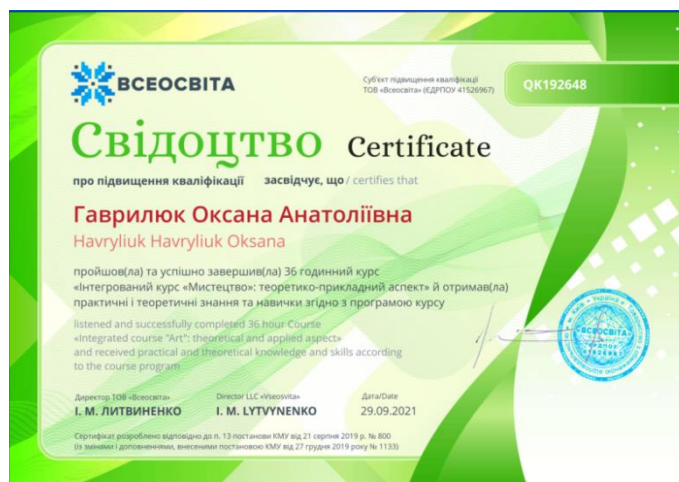 ВСЕОСВІТА
Суб'єкт підвищення кваліфікації
ТОВ «Всеосвіта» (ЄДРПОУ 41526967)
QK192648
Свідоцтво Certificate
про підвищення кваліфікації засвідчує, що / certifies that
Гаврилюк Оксана Анатоліївна
Havryliuk Havryliuk Oksana
пройшов(ла) та успішно завершив(ла) 36 годинний курс
«Інтегрований курс «Мистецтво»: теоретико-прикладний аспект» й отримав(ла)
практичні і теоретичні знання та навички згідно з програмою курсу
listened and successfully completed 36 hour Course
«Integrated course "Art": theoretical and applied aspect»
and received practical and theoretical knowledge and skills according
to the course program
Директор ТОВ «Всеосвіта» Director LLC «Vseosvita» Дата/Date
І. М. ЛИТВИНЕНКО I. M. LYTVYNENKO 29.09.2021
Сертифікат розроблено відповідно до п. 13 постанови КМУ від 21 серпня 2019 р. № 800
(із змінами і доповненнями, внесеними постановою КМУ від 27 грудня 2019 року № 1133)
ВСЕОСВІТА